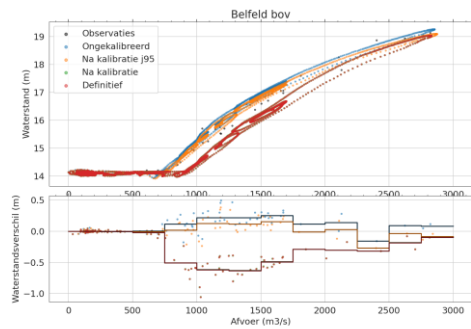 Belfeld bov
Waterstand (m)
19
18
17
16
15
14
Observaties
Ongekalibreerd
Na kalibratie j95
Na kalibratie
Definitief
0
500
1000
1500
2000
2500
3000
Waterstandsverschil (m)
0.5
0.0
−0.5
−1.0
0
500
1000
1500
2000
2500
3000
Afvoer (m3/s)